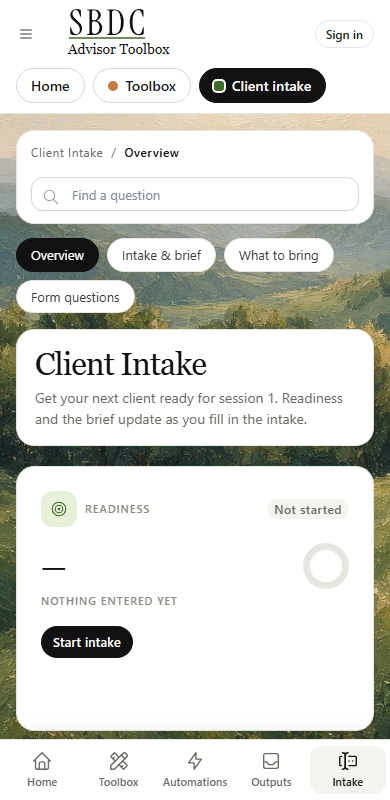 SBDC
Advisor Toolbox
Sign in
Home
Toolbox
Client intake
Client Intake / Overview
Find a question
Overview
Intake & brief
What to bring
Form questions
Client Intake
Get your next client ready for session 1. Readiness
and the brief update as you fill in the intake.
READINESS
Not started
—
NOTHING ENTERED YET
Start intake
Home
Toolbox
Automations
Outputs
Intake